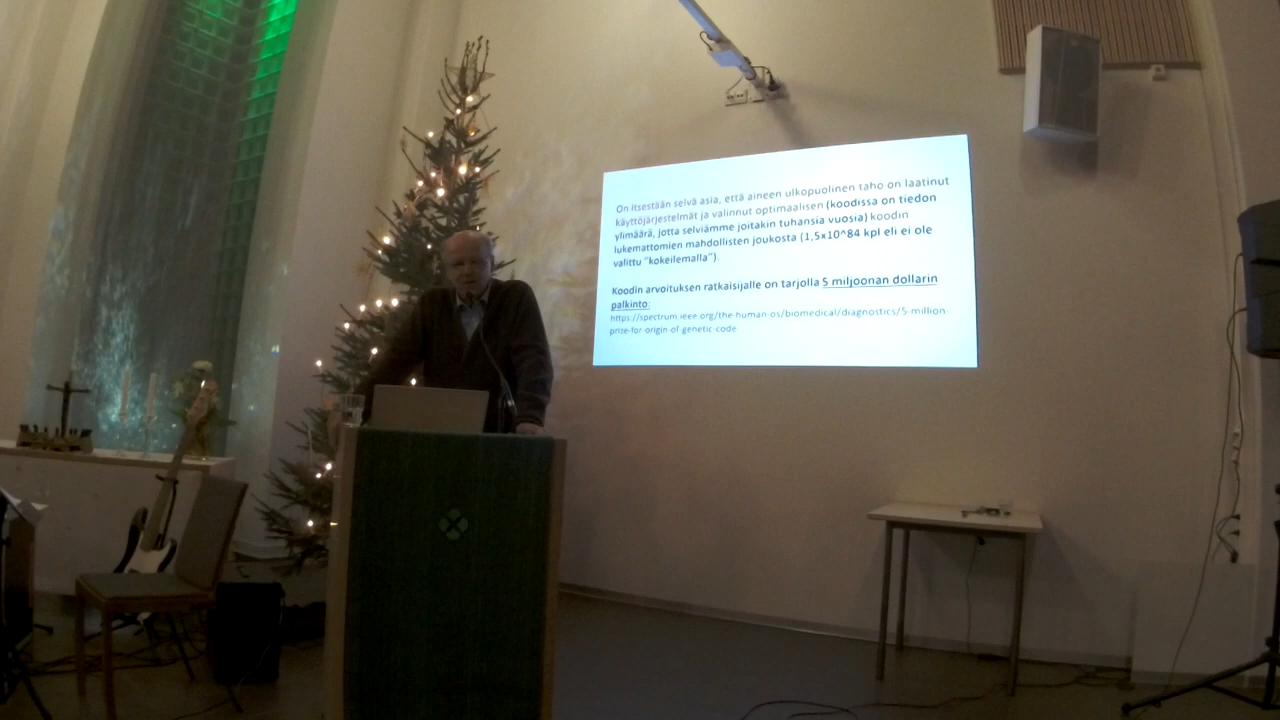 On itsestään selvä asia, että aineen ulkopuolinen taho on laatinut
käyttöjärjestelmät ja valinnut optimaalisen (koodissa on tiedon
ylimäärä, jotta selviämme joitakin tuhansia vuosia) koodin
lukemattomien mahdollisten joukosta (1,5x10^84 kpl eli ei ole
valittu "kokeilemalla").
Koodin arvoituksen ratkaisijalle on tarjolla 5 miljoonan dollarin
palkinto:
https://spectrum.ieee.org/the-human-os/biomedical/diagnostics/5-million-
prize-for-origin-of-genetic-code